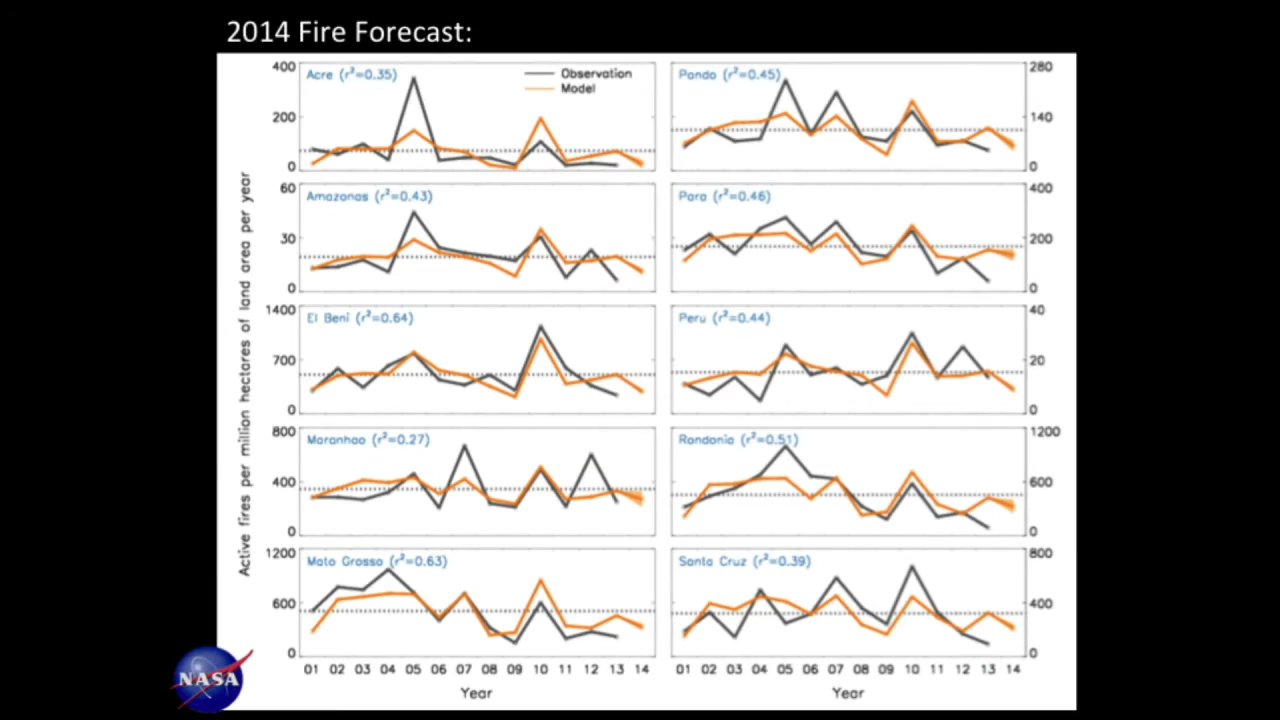 2014 Fire Forecast:
Active fires per million hectares of land area per year
Acre (r²=0.35)
Observation
Model
400
200
0
Pando (r²=0.45)
280
140
0
Amazonas (r²=0.43)
60
30
0
Para (r²=0.46)
400
200
0
El Beni (r²=0.64)
1400
700
0
Peru (r²=0.44)
40
20
0
Maranhao (r²=0.27)
800
400
0
Rondonia (r²=0.51)
1200
600
0
Mato Grosso (r²=0.63)
1200
600
0
Santa Cruz (r²=0.39)
800
400
0
01 02 03 04 05 06 07 08 09 10 11 12 13 14
01 02 03 04 05 06 07 08 09 10 11 12 13 14
Year
Year
NASA